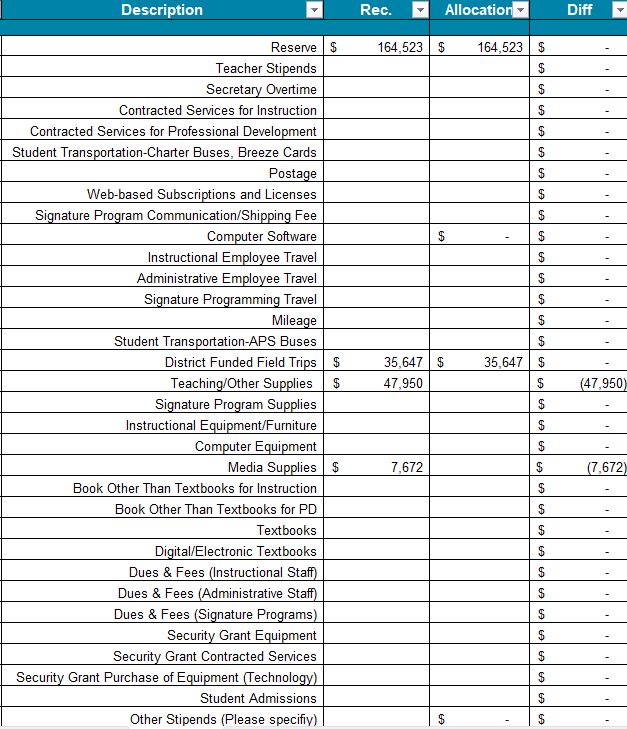 Description Rec. Allocation Diff
Reserve $ 164,523 $ 164,523 $ -
Teacher Stipends $ -
Secretary Overtime $ -
Contracted Services for Instruction $ -
Contracted Services for Professional Development $ -
Student Transportation-Charter Buses, Breeze Cards $ -
Postage $ -
Web-based Subscriptions and Licenses $ -
Signature Program Communication/Shipping Fee $ -
Computer Software $ - $ -
Instructional Employee Travel $ -
Administrative Employee Travel $ -
Signature Programming Travel $ -
Mileage $ -
Student Transportation-APS Buses $ -
District Funded Field Trips $ 35,647 $ 35,647 $ -
Teaching/Other Supplies $ 47,950 $ (47,950)
Signature Program Supplies $ -
Instructional Equipment/Furniture $ -
Computer Equipment $ -
Media Supplies $ 7,672 $ (7,672)
Book Other Than Textbooks for Instruction $ -
Book Other Than Textbooks for PD $ -
Textbooks $ -
Digital/Electronic Textbooks $ -
Dues & Fees (Instructional Staff) $ -
Dues & Fees (Administrative Staff) $ -
Dues & Fees (Signature Programs) $ -
Security Grant Equipment $ -
Security Grant Contracted Services $ -
Security Grant Purchase of Equipment (Technology) $ -
Student Admissions $ -
Other Stipends (Please specifiy) $ - $ -